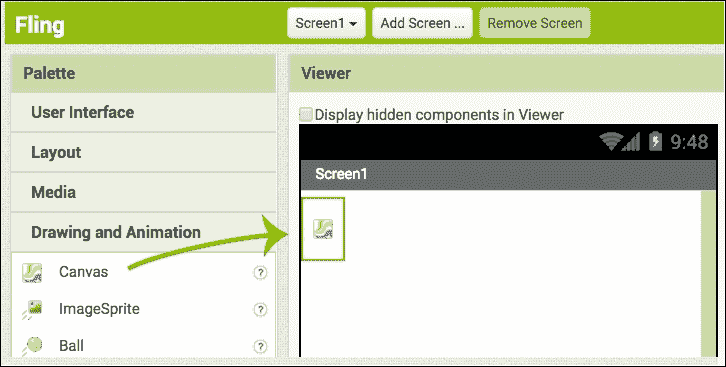 Fling
Screen1 Add Screen ... Remove Screen
Palette
Viewer
User Interface
Display hidden components in Viewer
Layout
9:48
Media
Screen1
Drawing and Animation
Canvas ?
ImageSprite ?
Ball ?